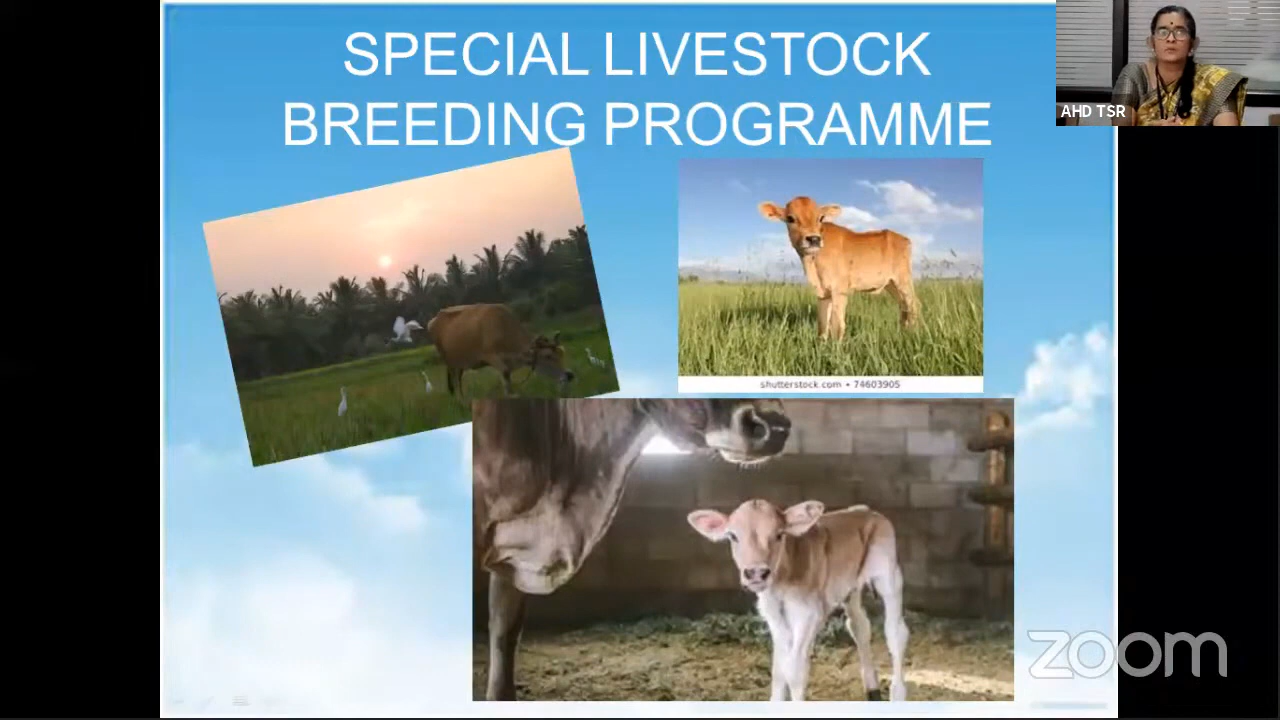 SPECIAL LIVESTOCK
BREEDING PROGRAMME
AHD TSR
shutterstock.com • 74603905
zoom